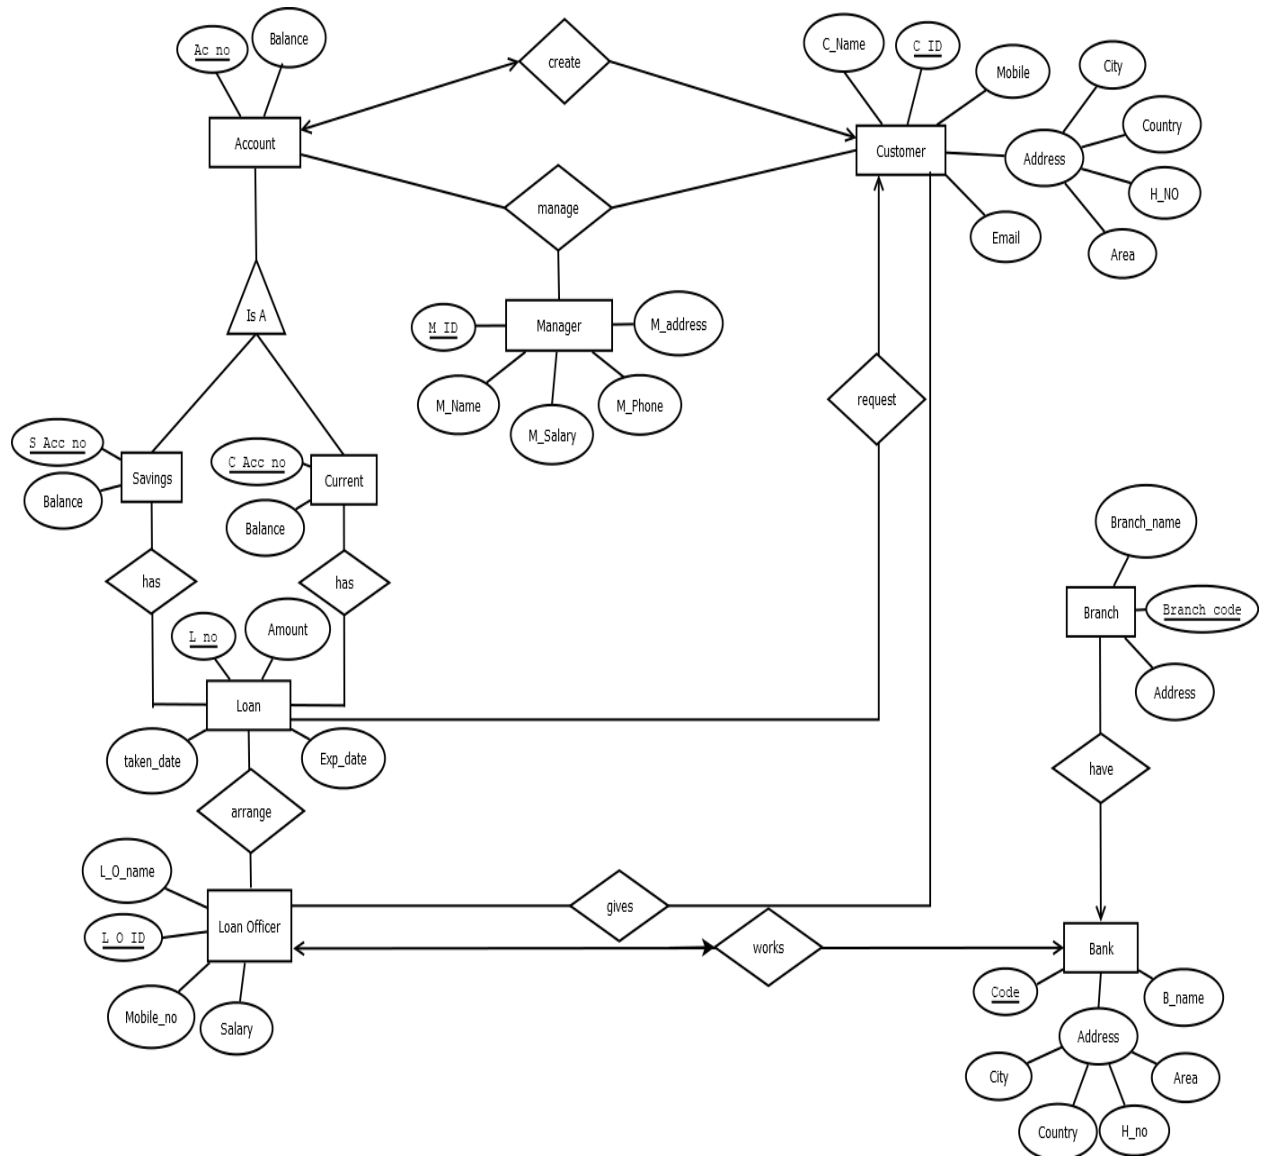 Ac no
Balance
create
C_Name
C ID
Mobile
City
Country
Account
Customer
Address
H_NO
manage
Email
Area
Is A
M ID
Manager
M_address
M_Name
M_Salary
M_Phone
request
S Acc no
Balance
Savings
C Acc no
Balance
Current
has
has
Branch_name
Branch
Branch code
Address
L no
Amount
Loan
taken_date
Exp_date
have
arrange
L_O_name
L O ID
Loan Officer
gives
works
Bank
Mobile_no
Salary
Code
B_name
Address
City
Area
Country
H_no